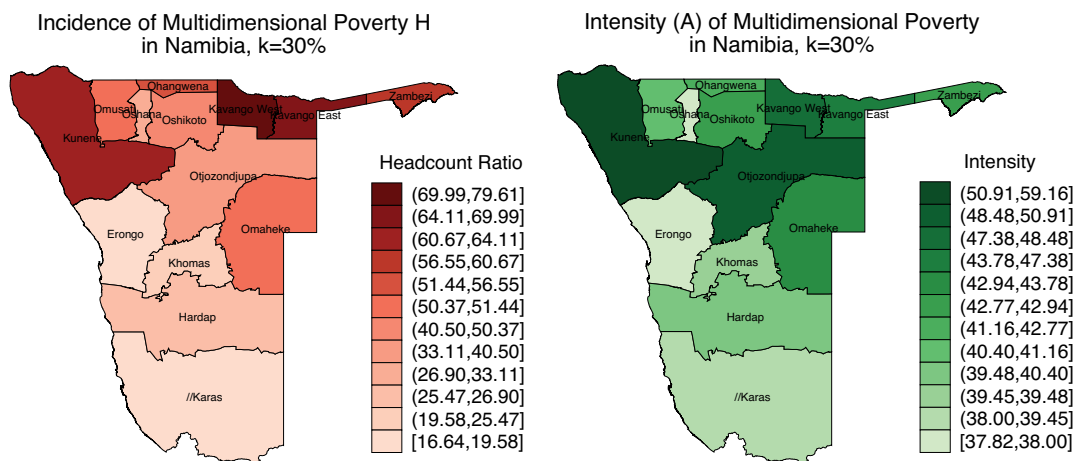 Incidence of Multidimensional Poverty H
in Namibia, k=30%
Ohangwena
Zambezi
Omusati
Oshana
Oshikoto
Kavango West
Kavango East
Kunene
Otjozondjupa
Erongo
Omaheke
Khomas
Hardap
//Karas
Headcount Ratio
(69.99,79.61]
(64.11,69.99]
(60.67,64.11]
(56.55,60.67]
(51.44,56.55]
(50.37,51.44]
(40.50,50.37]
(33.11,40.50]
(26.90,33.11]
(25.47,26.90]
(19.58,25.47]
[16.64,19.58]
Intensity (A) of Multidimensional Poverty
in Namibia, k=30%
Ohangwena
Zambezi
Omusati
Oshana
Oshikoto
Kavango West
Kavango East
Kunene
Otjozondjupa
Erongo
Omaheke
Khomas
Hardap
//Karas
Intensity
(50.91,59.16]
(48.48,50.91]
(47.38,48.48]
(43.78,47.38]
(42.94,43.78]
(42.77,42.94]
(41.16,42.77]
(40.40,41.16]
(39.48,40.40]
(39.45,39.48]
(38.00,39.45]
[37.82,38.00]